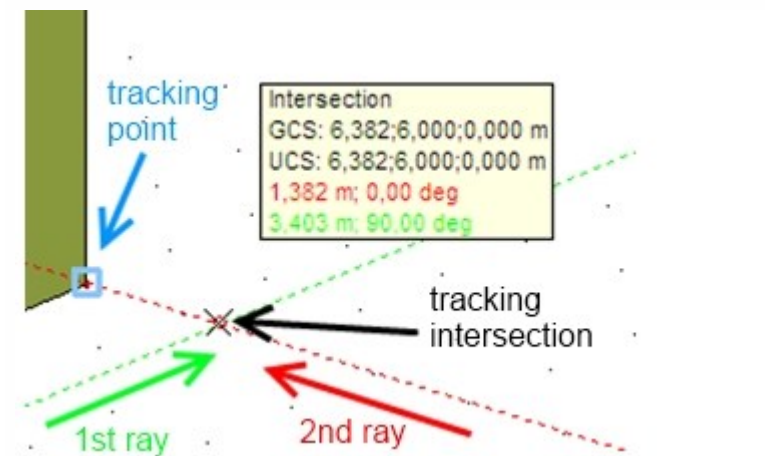 tracking
point
Intersection
GCS: 6,382;6,000;0,000 m
UCS: 6,382;6,000;0,000 m
1,382 m; 0,00 deg
3,403 m; 90,00 deg
tracking
intersection
1st ray
2nd ray